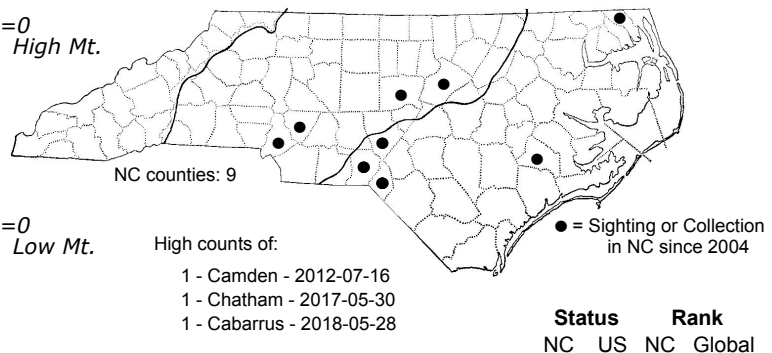 =0
High Mt.
NC counties: 9
=0
Low Mt.
High counts of:
1 - Camden - 2012-07-16
1 - Chatham - 2017-05-30
1 - Cabarrus - 2018-05-28
● = Sighting or Collection
in NC since 2004
Status Rank
NC US NC Global